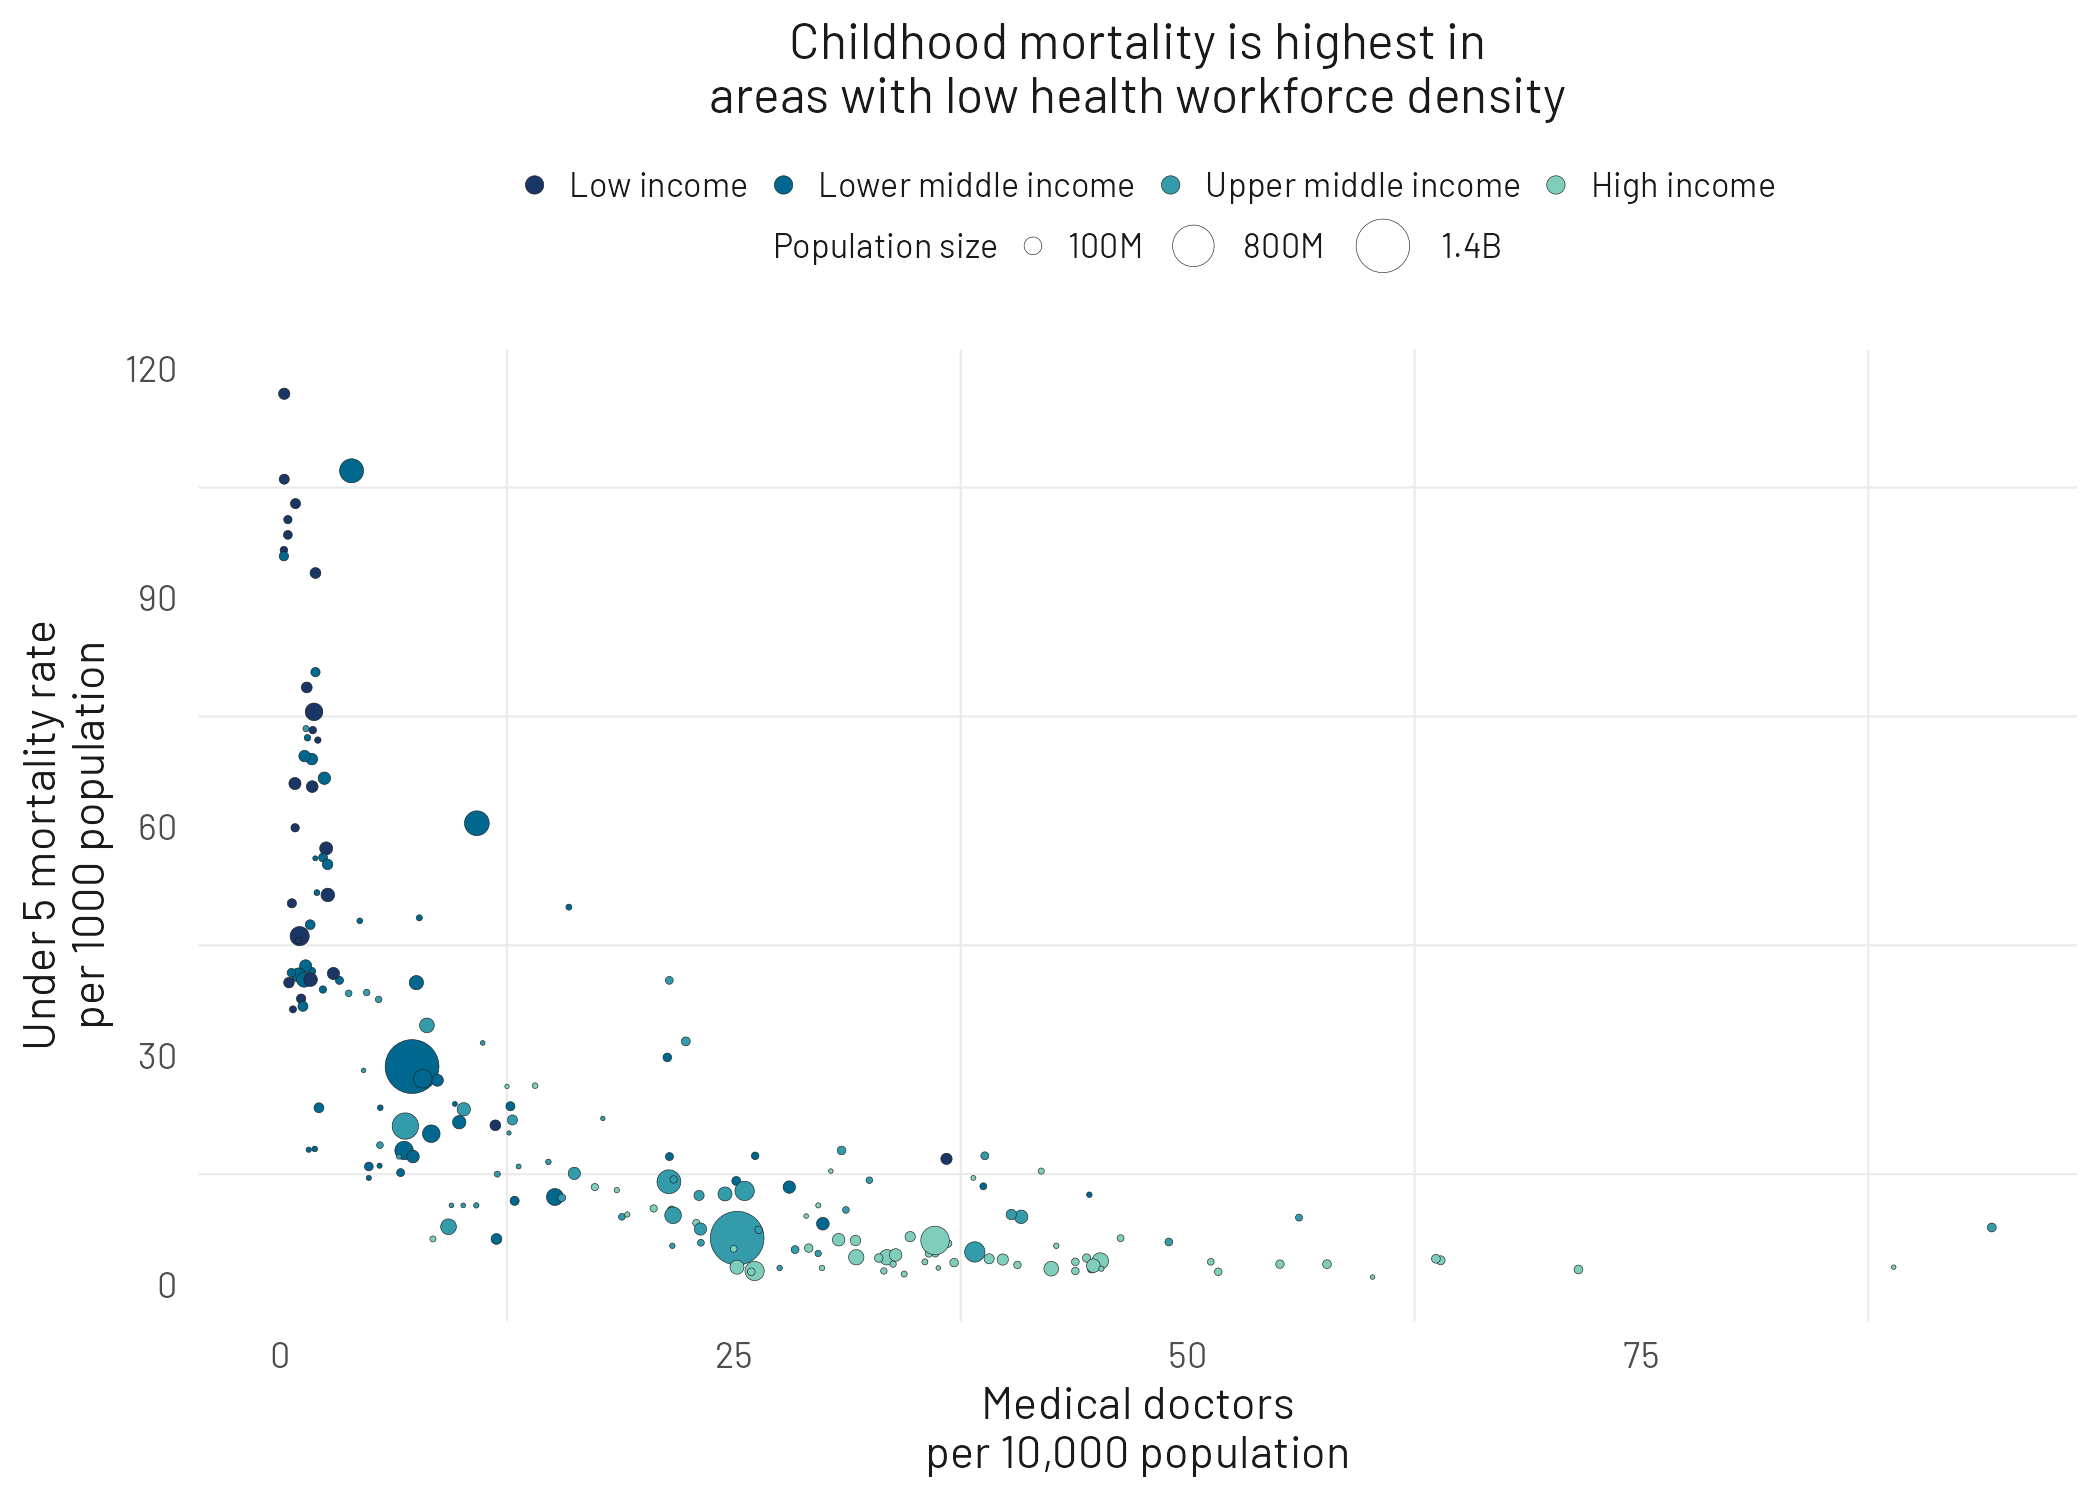 Childhood mortality is highest in
areas with low health workforce density
Low income Lower middle income Upper middle income High income
Population size 100M 800M 1.4B
120
90
60
30
0
Under 5 mortality rate
per 1000 population
0 25 50 75
Medical doctors
per 10,000 population